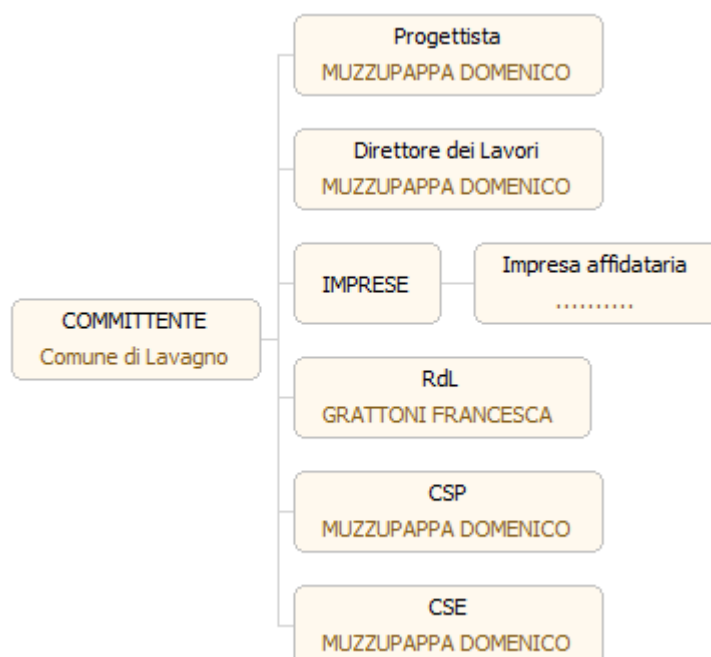 Progettista
MUZZUPAPPA DOMENICO
Direttore dei Lavori
MUZZUPAPPA DOMENICO
IMPRESE
Impresa affidataria
..........
COMMITTENTE
Comune di Lavagno
RdL
GRATTONI FRANCESCA
CSP
MUZZUPAPPA DOMENICO
CSE
MUZZUPAPPA DOMENICO